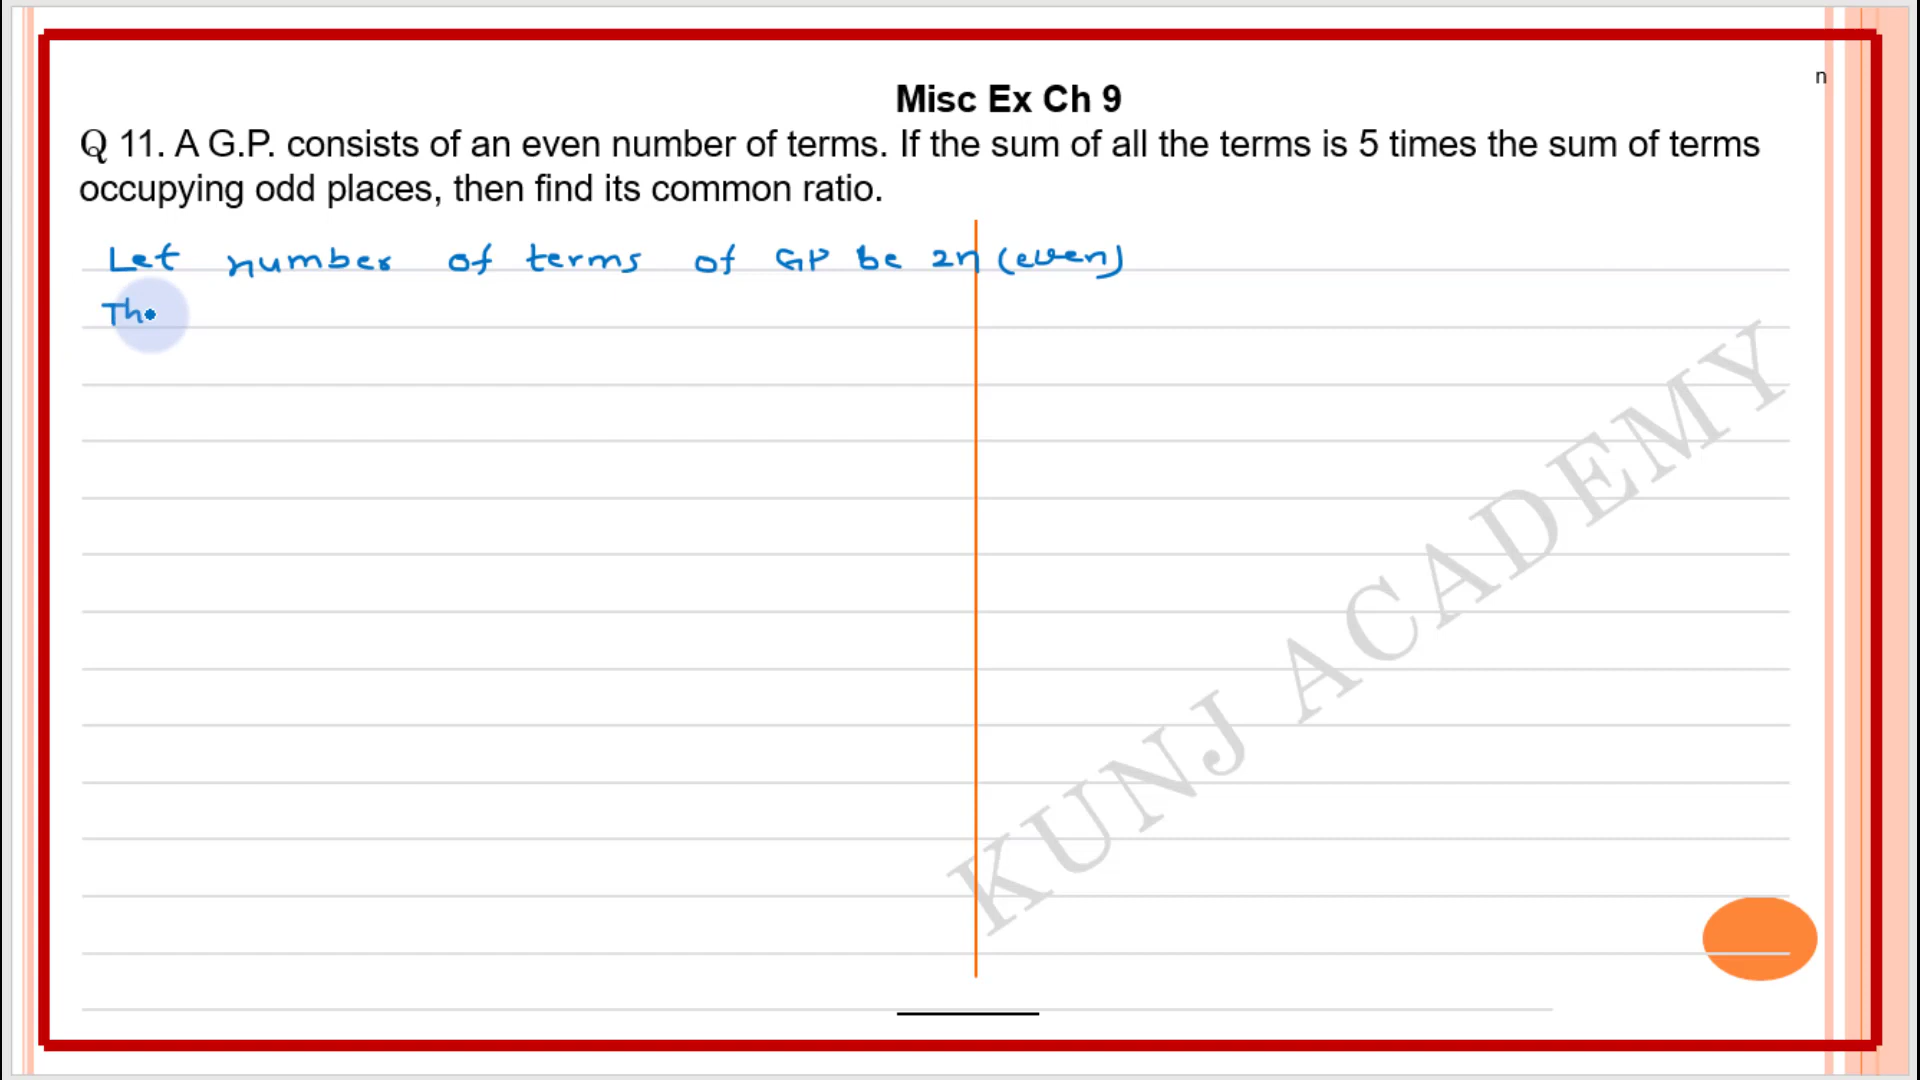 n
Misc Ex Ch 9
Q 11. A G.P. consists of an even number of terms. If the sum of all the terms is 5 times the sum of terms
occupying odd places, then find its common ratio.
Let number of terms of GP be 2n (even)
Th
KUNJ ACADEMY